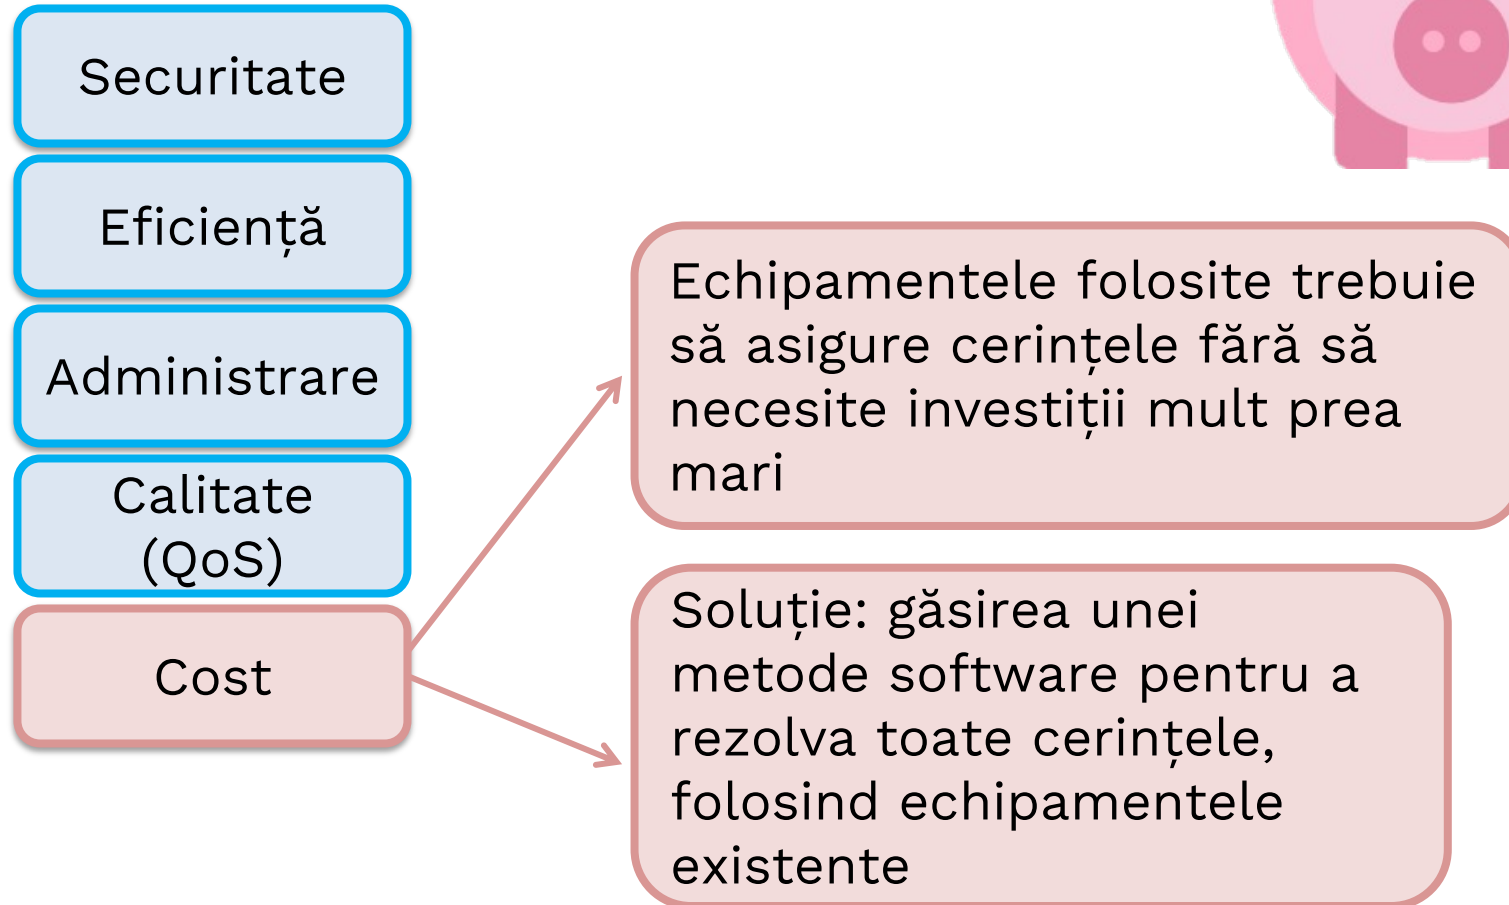 Securitate
Eficiență
Administrare
Calitate
(QoS)
Cost
Echipamentele folosite trebuie
să asigure cerințele fără să
necesite investiții mult prea
mari
Soluție: găsirea unei
metode software pentru a
rezolva toate cerințele,
folosind echipamentele
existente